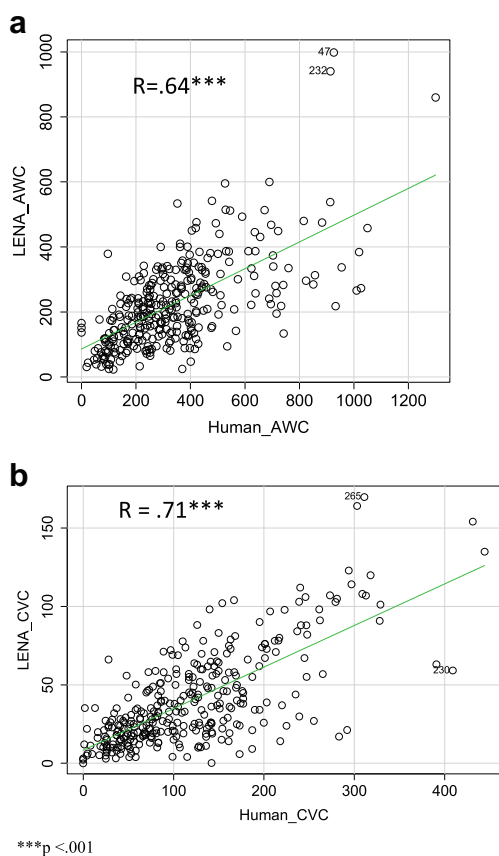 a
1000
800
600
400
200
0
LENA_AWC
R=.64***
47
232
0 200 400 600 800 1000 1200
Human_AWC
b
150
100
50
0
LENA_CVC
R = .71***
265
230
0 100 200 300 400
Human_CVC
***p <.001